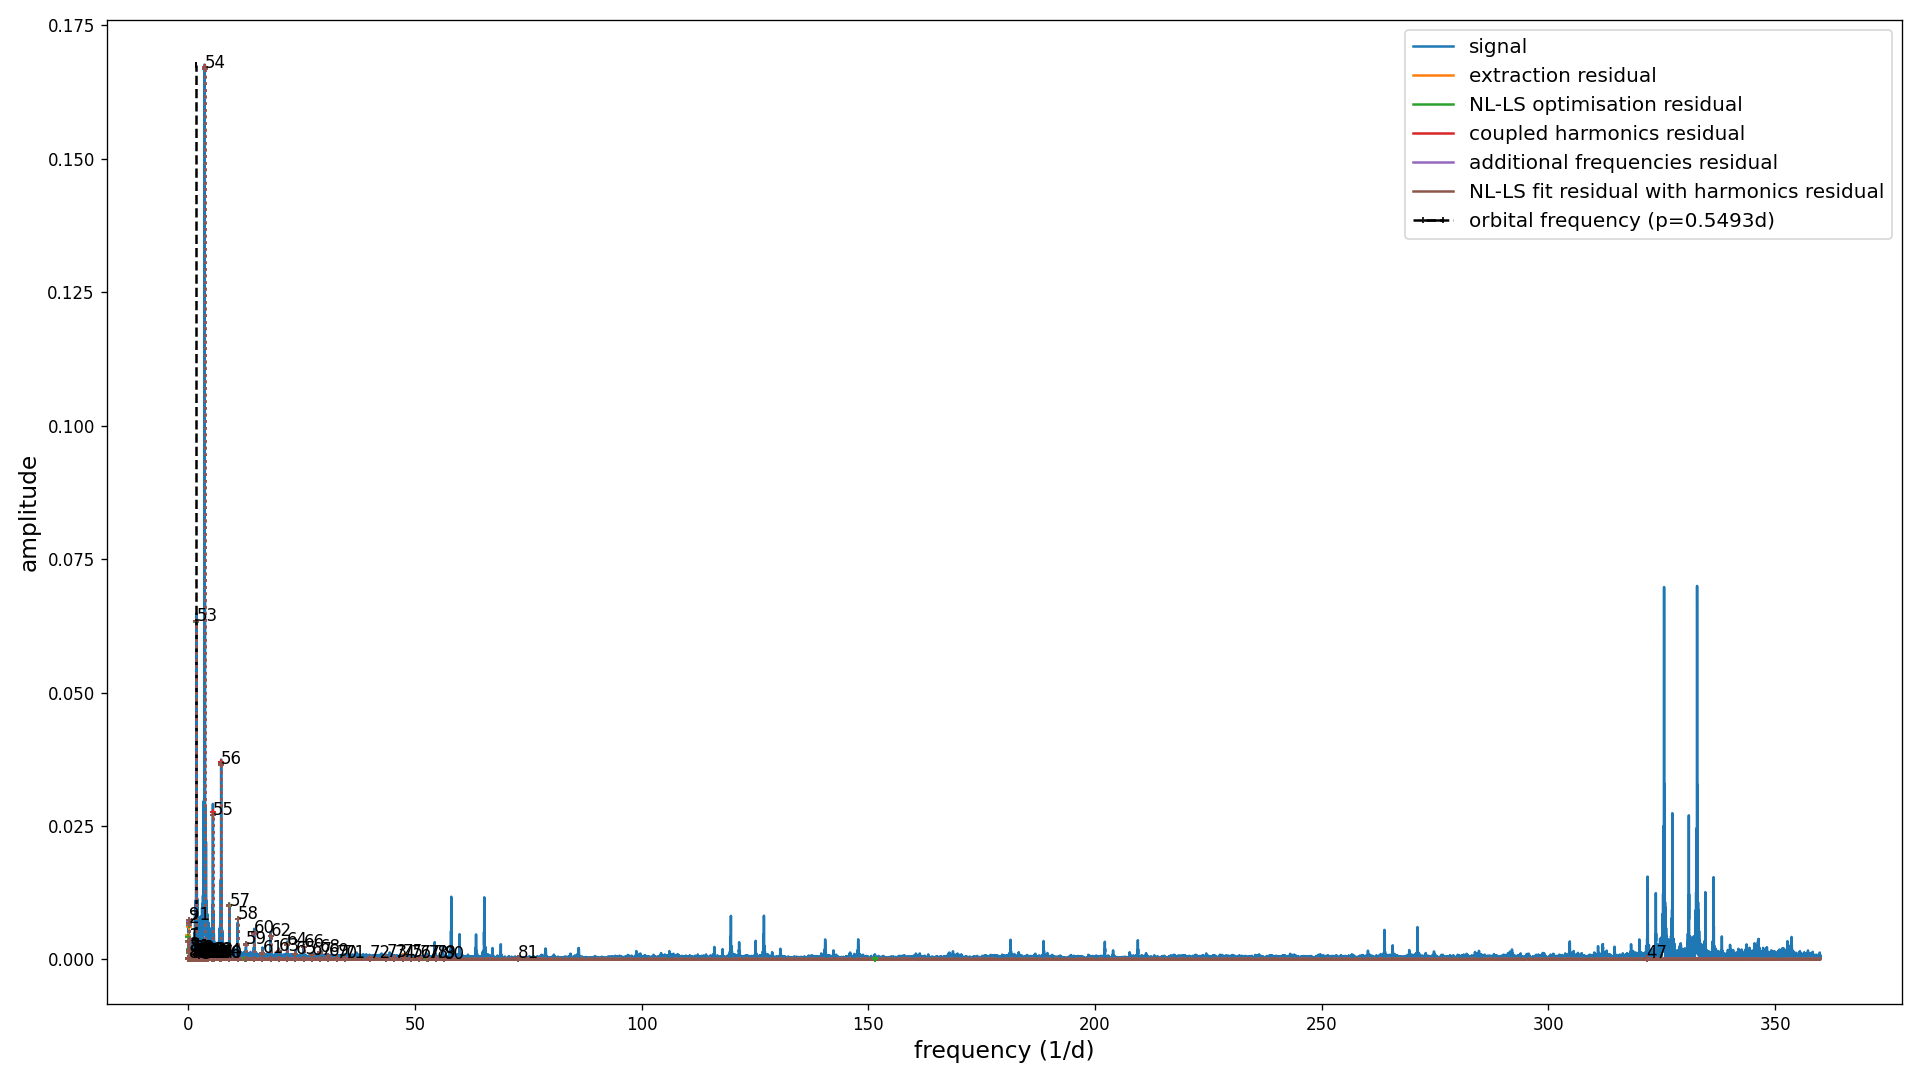 0.175
0.150
0.125
0.100
0.075
0.050
0.025
0.000
amplitude
54
53
56
55
57
58
59
60
62
61
81
47
signal
extraction residual
NL-LS optimisation residual
coupled harmonics residual
additional frequencies residual
NL-LS fit residual with harmonics residual
orbital frequency (p=0.5493d)
0 50 100 150 200 250 300 350
frequency (1/d)